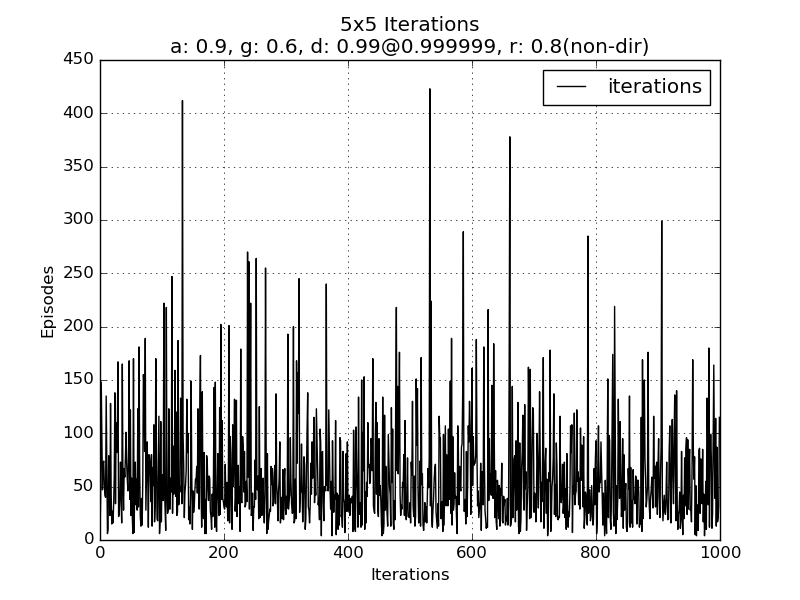 5x5 Iterations
a: 0.9, g: 0.6, d: 0.99@0.999999, r: 0.8(non-dir)
iterations
450
400
350
300
250
200
150
100
50
0
Episodes
0 200 400 600 800 1000
Iterations